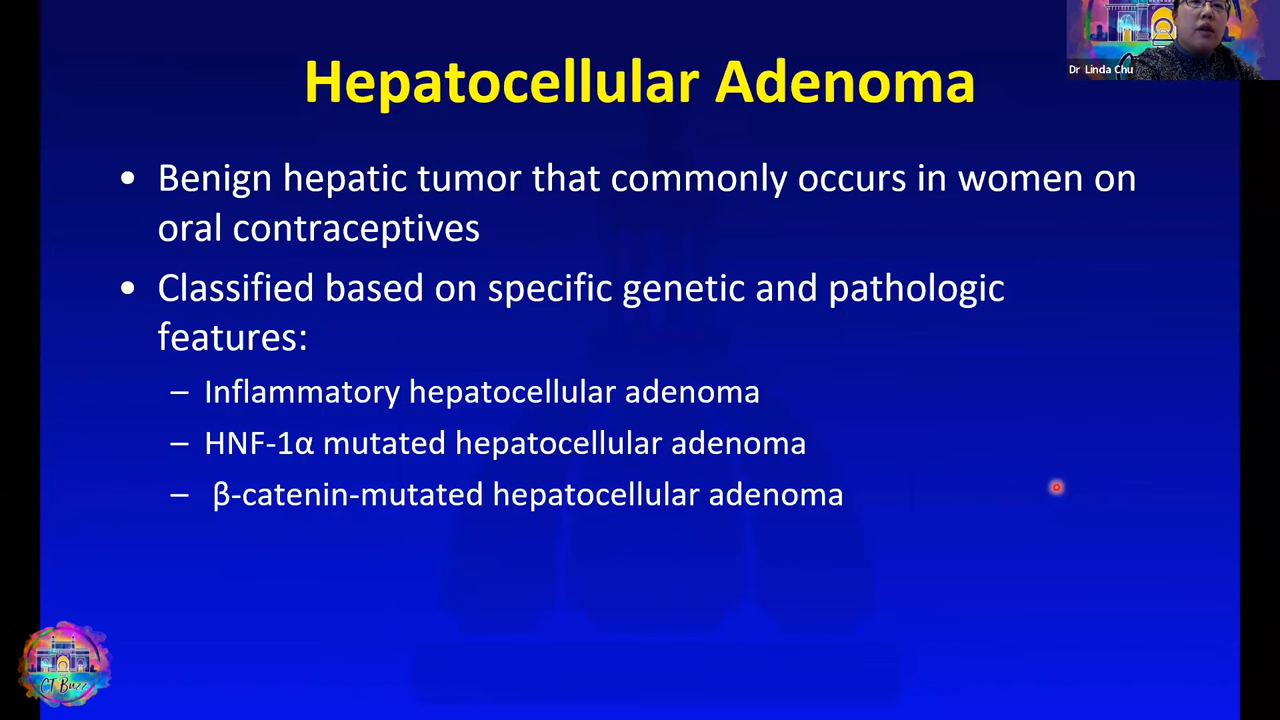 Hepatocellular Adenoma
Dr Linda Chu
• Benign hepatic tumor that commonly occurs in women on
oral contraceptives
• Classified based on specific genetic and pathologic
features:
– Inflammatory hepatocellular adenoma
– HNF-1α mutated hepatocellular adenoma
– β-catenin-mutated hepatocellular adenoma
CT Buzz